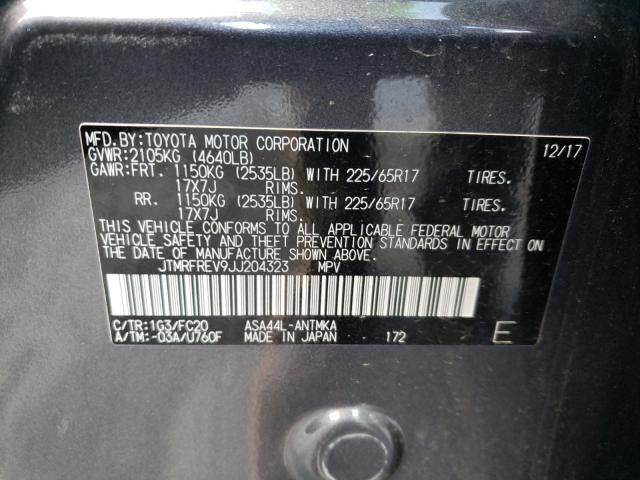 MFD.BY:TOYOTA MOTOR CORPORATION 12/17
GVWR:2105KG (4640LB)
GAWR:FRT. 1150KG (2535LB) WITH 225/65R17 TIRES.
17X7J RIMS.
RR. 1150KG (2535LB) WITH 225/65R17 TIRES.
17X7J RIMS.
THIS VEHICLE CONFORMS TO ALL APPLICABLE FEDERAL MOTOR
VEHICLE SAFETY AND THEFT PREVENTION STANDARDS IN EFFECT ON
THE DATE OF MANUFACTURE SHOWN ABOVE.
JTMRFREV9JJ204323 MPV
C/TR:1G3/FC20 ASA44L-ANTMKA
A/TM:-03A/U760F MADE IN JAPAN 172 E